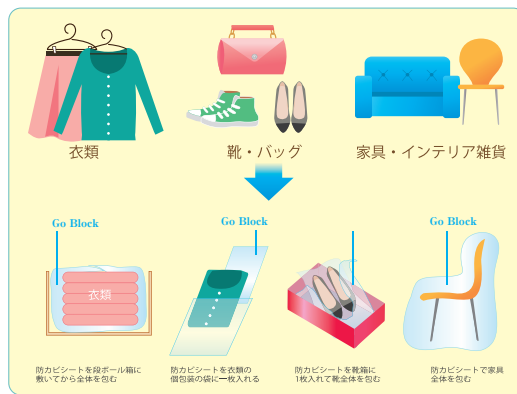 衣類
靴・バッグ
家具・インテリア雑貨
Go Block
Go Block
Go Block
衣類
防カビシートを段ボール箱に
敷いてから全体を包む
防カビシートを衣類の
個包装の袋に一枚入れる
防カビシートを靴箱に
1枚入れて靴全体を包む
防カビシートで家具
全体を包む